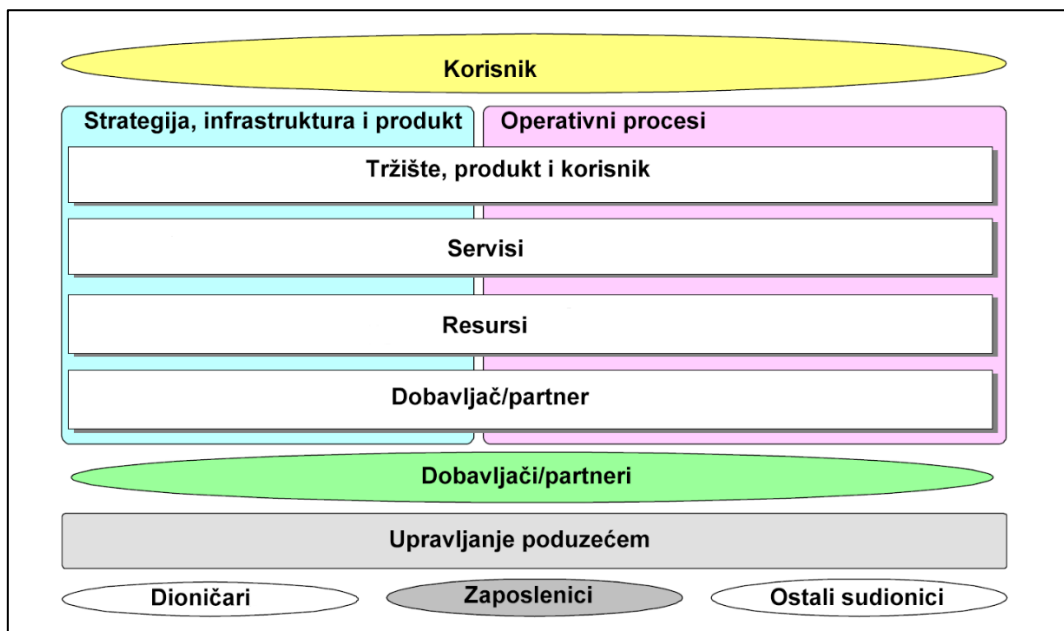 Korisnik
Strategija, infrastruktura i produkt
Operativni procesi
Tržište, produkt i korisnik
Servisi
Resursi
Dobavljač/partner
Dobavljači/partneri
Upravljanje poduzećem
Dioničari
Zaposlenici
Ostali sudionici